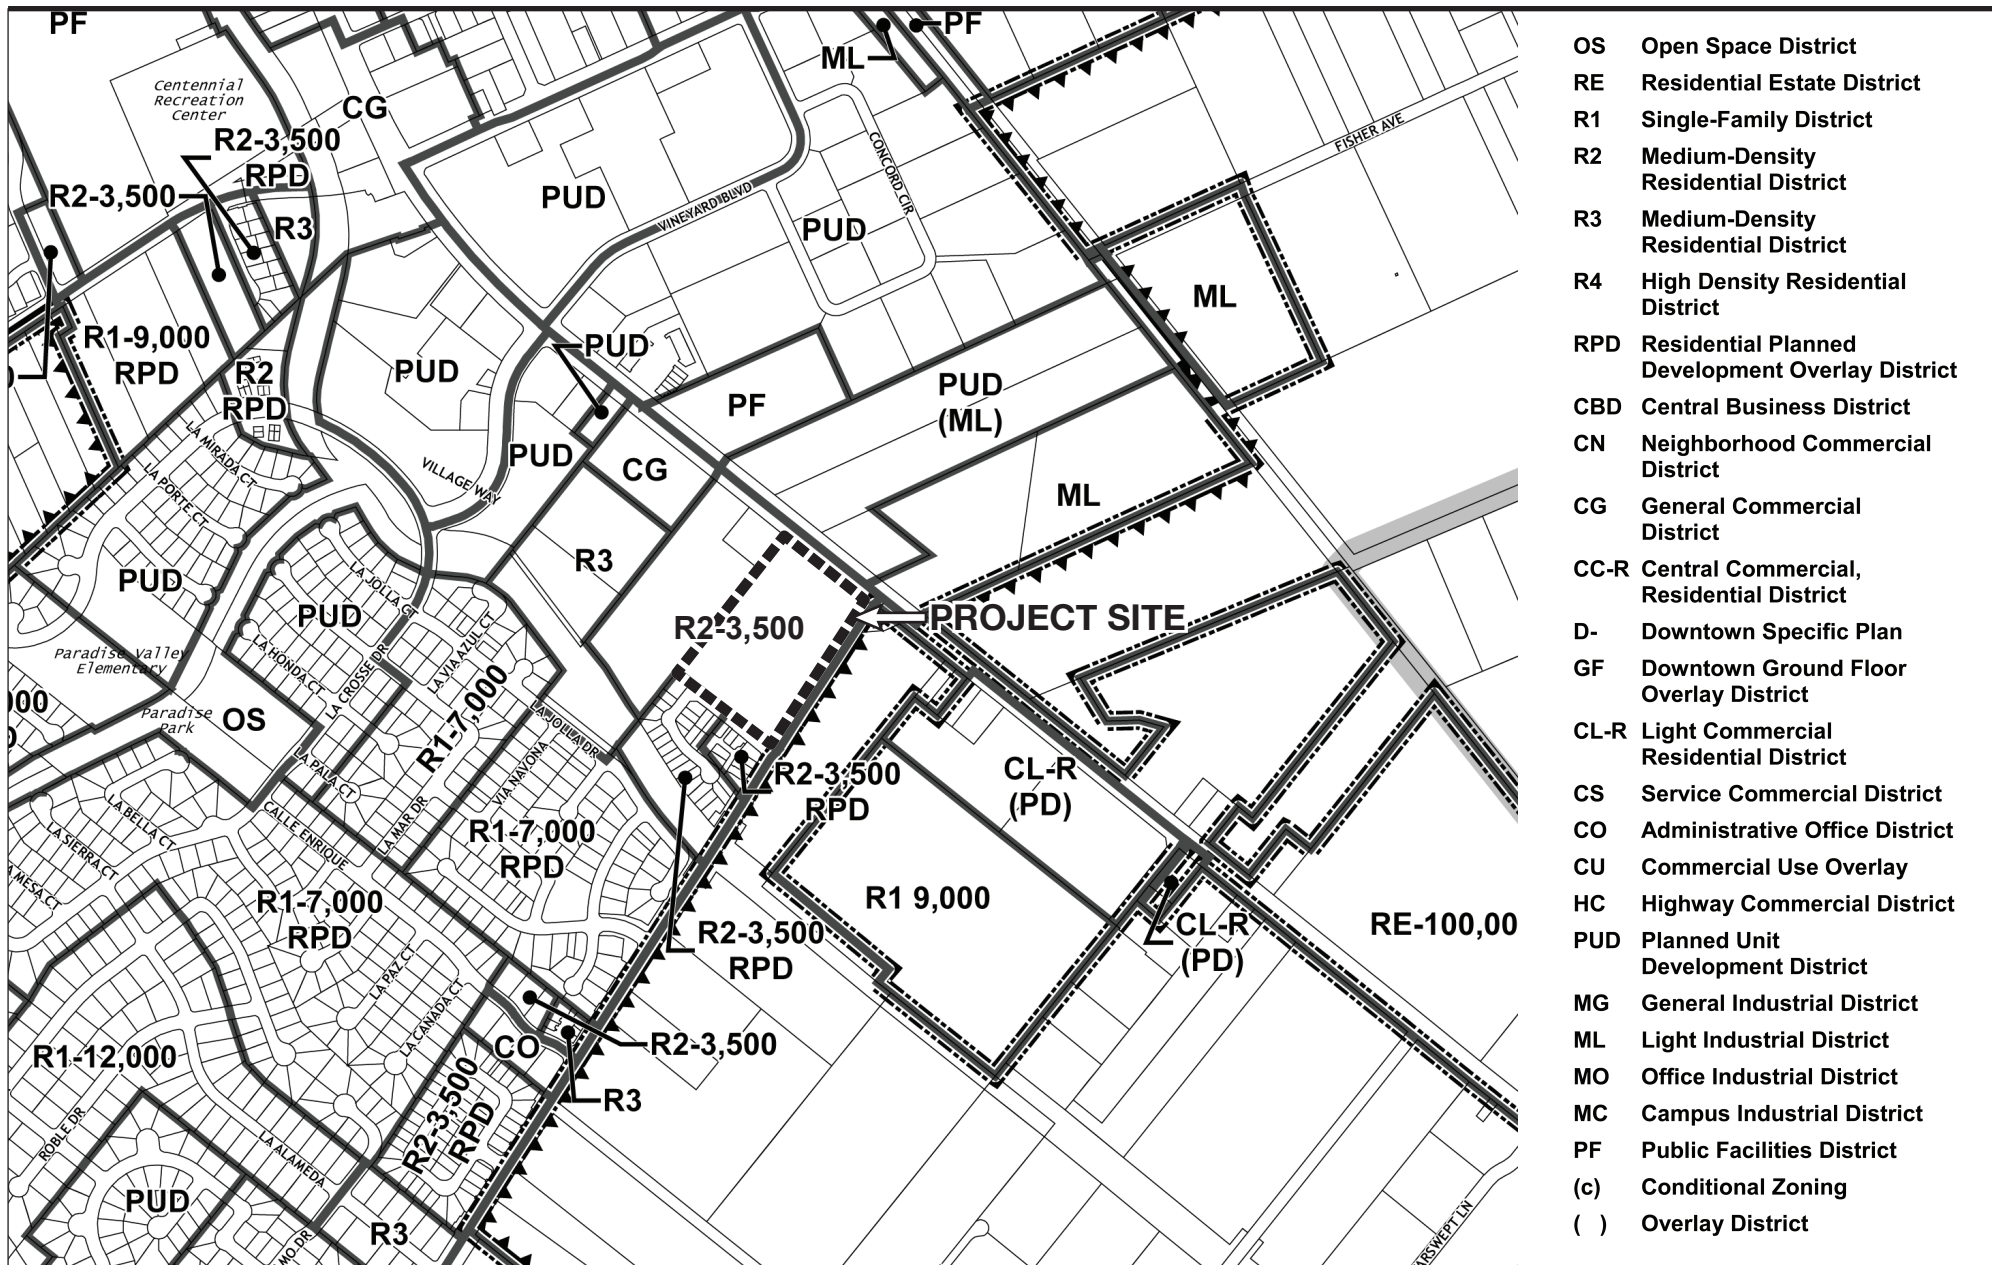 PF
ML
PF
Centennial
Recreation
Center
CG
R2-3,500
RPD
R2-3,500
R3
PUD
VINEYARD BLVD
CONCORD CIR
PUD
FISHER AVE
ML
R1-9,000
RPD
R2
RPD
PUD
PUD
PF
PUD
(ML)
LA MIRADA CT
LA PORTE CT
VILLAGE WAY
PUD
CG
ML
R3
PUD
PUD
LA JOLLA CT
LA HONDA CT
LA CROSSE DR
LA VIA AZUL CT
R2-3,500
PROJECT SITE
Paradise Valley
Elementary
Paradise
Park
OS
000
R1-7,000
LA JOLLA DR
VIA NAVONA
LA PALA CT
LA MAR DR
CALLE ENRIQUE
LA BELLA CT
LA SIERRA CT
A MESA CT
R1-7,000
RPD
R2-3,500
RPD
CL-R
(PD)
R1-7,000
RPD
R1 9,000
R2-3,500
RPD
CL-R
(PD)
RE-100,00
LA PAZ CT
LA CANADA CT
CO
R2-3,500
R3
R1-12,000
R2-3,500
RPD
ROBLE DR
LA ALAMEDA
PUD
MO DR
R3
ARSWEPT LN
OS Open Space District
RE Residential Estate District
R1 Single-Family District
R2 Medium-Density
Residential District
R3 Medium-Density
Residential District
R4 High Density Residential
District
RPD Residential Planned
Development Overlay District
CBD Central Business District
CN Neighborhood Commercial
District
CG General Commercial
District
CC-R Central Commercial,
Residential District
D- Downtown Specific Plan
GF Downtown Ground Floor
Overlay District
CL-R Light Commercial
Residential District
CS Service Commercial District
CO Administrative Office District
CU Commercial Use Overlay
HC Highway Commercial District
PUD Planned Unit
Development District
MG General Industrial District
ML Light Industrial District
MO Office Industrial District
MC Campus Industrial District
PF Public Facilities District
(c) Conditional Zoning
( ) Overlay District